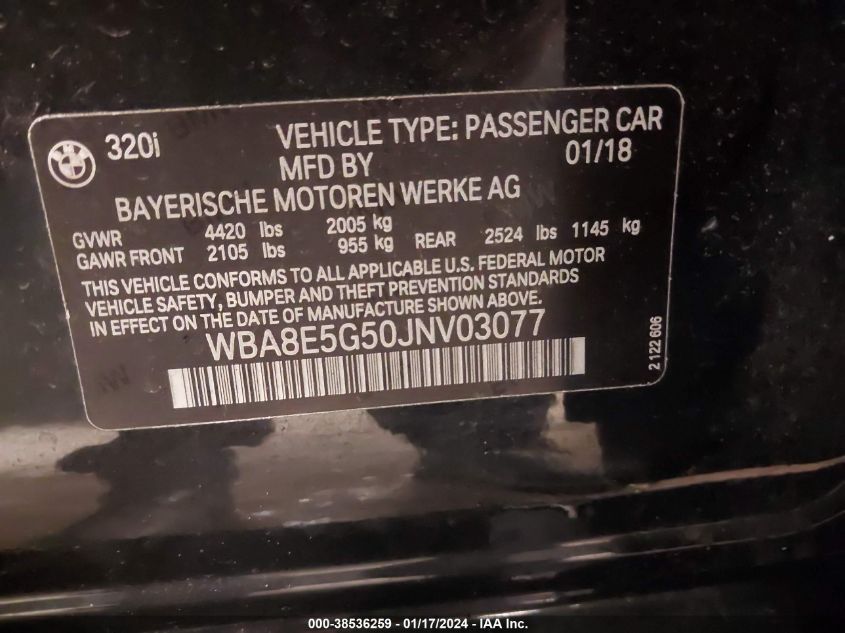 320i VEHICLE TYPE: PASSENGER CAR
MFD BY 01/18
BAYERISCHE MOTOREN WERKE AG
GVWR 4420 lbs 2005 kg
GAWR FRONT 2105 lbs 955 kg REAR 2524 lbs 1145 kg
THIS VEHICLE CONFORMS TO ALL APPLICABLE U.S. FEDERAL MOTOR
VEHICLE SAFETY, BUMPER AND THEFT PREVENTION STANDARDS
IN EFFECT ON THE DATE OF MANUFACTURE SHOWN ABOVE.
WBA8E5G50JNV03077
2 122 606
000-38536259 - 01/17/2024 - IAA Inc.